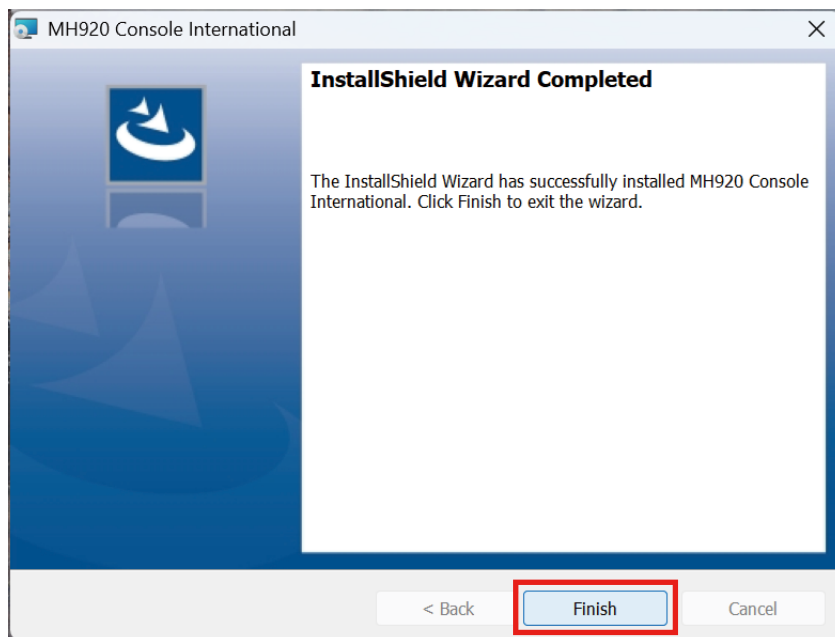 MH920 Console International
InstallShield Wizard Completed
The InstallShield Wizard has successfully installed MH920 Console
International. Click Finish to exit the wizard.
< Back
Finish
Cancel